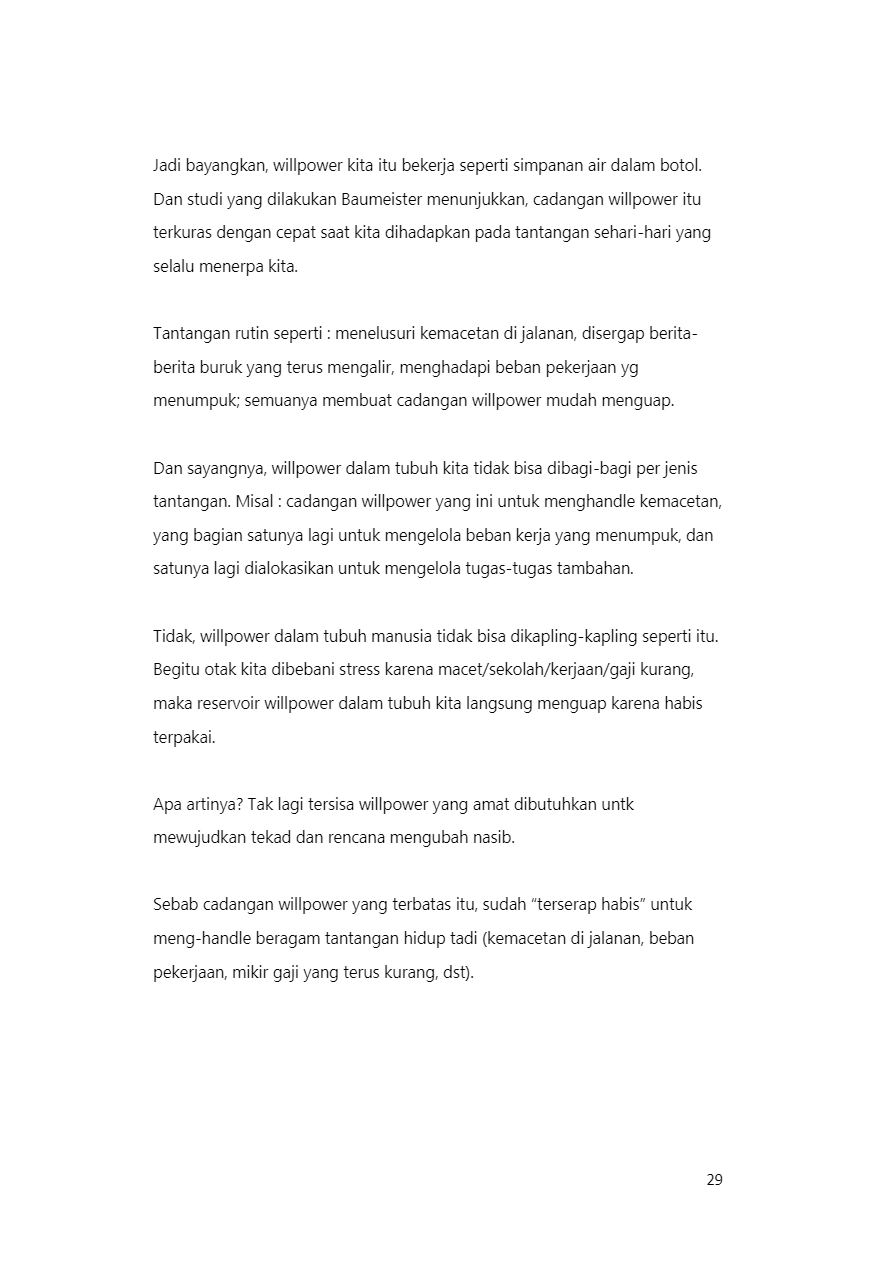 Jadi bayangkan, willpower kita itu bekerja seperti simpanan air dalam botol.
Dan studi yang dilakukan Baumeister menunjukkan, cadangan willpower itu
terkuras dengan cepat saat kita dihadapkan pada tantangan sehari-hari yang
selalu menerpa kita.
Tantangan rutin seperti : menelusuri kemacetan di jalanan, disergap berita-
berita buruk yang terus mengalir, menghadapi beban pekerjaan yg
menumpuk; semuanya membuat cadangan willpower mudah menguap.
Dan sayangnya, willpower dalam tubuh kita tidak bisa dibagi-bagi per jenis
tantangan. Misal : cadangan willpower yang ini untuk menghandle kemacetan,
yang bagian satunya lagi untuk mengelola beban kerja yang menumpuk, dan
satunya lagi dialokasikan untuk mengelola tugas-tugas tambahan.
Tidak, willpower dalam tubuh manusia tidak bisa dikapling-kapling seperti itu.
Begitu otak kita dibebani stress karena macet/sekolah/kerjaan/gaji kurang,
maka reservoir willpower dalam tubuh kita langsung menguap karena habis
terpakai.
Apa artinya? Tak lagi tersisa willpower yang amat dibutuhkan untk
mewujudkan tekad dan rencana mengubah nasib.
Sebab cadangan willpower yang terbatas itu, sudah “terserap habis” untuk
meng-handle beragam tantangan hidup tadi (kemacetan di jalanan, beban
pekerjaan, mikir gaji yang terus kurang, dst).
29